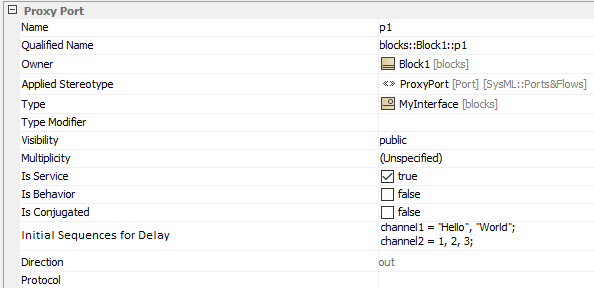 Proxy Port
Name p1
Qualified Name blocks::Block1::p1
Owner Block1 [blocks]
Applied Stereotype «» ProxyPort [Port] [SysML::Ports&Flows]
Type MyInterface [blocks]
Type Modifier
Visibility public
Multiplicity (Unspecified)
Is Service true
Is Behavior false
Is Conjugated false
Initial Sequences for Delay channel1 = "Hello", "World";
channel2 = 1, 2, 3;
Direction out
Protocol